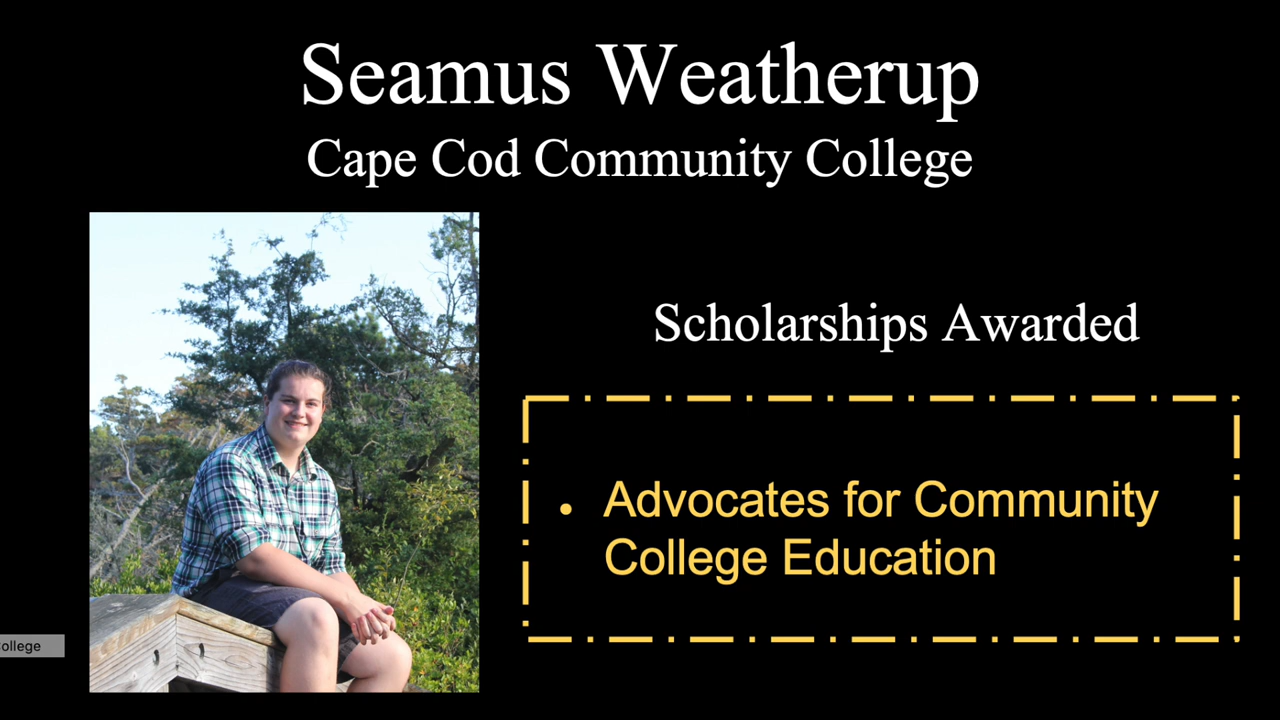 Seamus Weatherup
Cape Cod Community College
Scholarships Awarded
• Advocates for Community
College Education
ollege